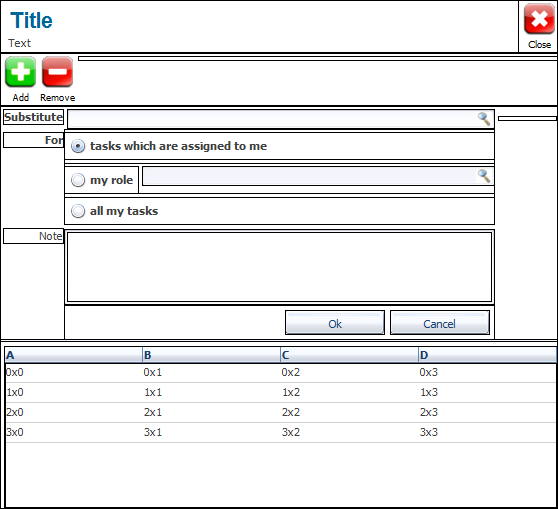 Title
Text
Close
Add Remove
Substitute
For
tasks which are assigned to me
my role
all my tasks
Note
Ok Cancel
A B C D
0x0 0x1 0x2 0x3
1x0 1x1 1x2 1x3
2x0 2x1 2x2 2x3
3x0 3x1 3x2 3x3